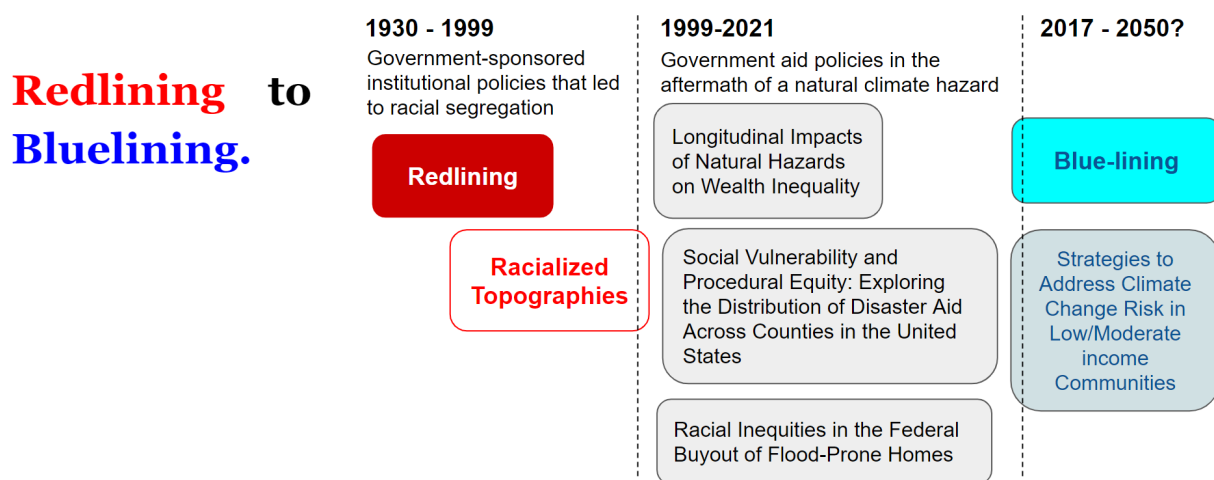 Redlining to
Bluelining.
1930 - 1999
Government-sponsored
institutional policies that led
to racial segregation
Redlining
Racialized
Topographies
1999-2021
Government aid policies in the
aftermath of a natural climate hazard
Longitudinal Impacts
of Natural Hazards
on Wealth Inequality
Social Vulnerability and
Procedural Equity: Exploring
the Distribution of Disaster Aid
Across Counties in the United
States
Racial Inequities in the Federal
Buyout of Flood-Prone Homes
2017 - 2050?
Blue-lining
Strategies to
Address Climate
Change Risk in
Low/Moderate
income
Communities